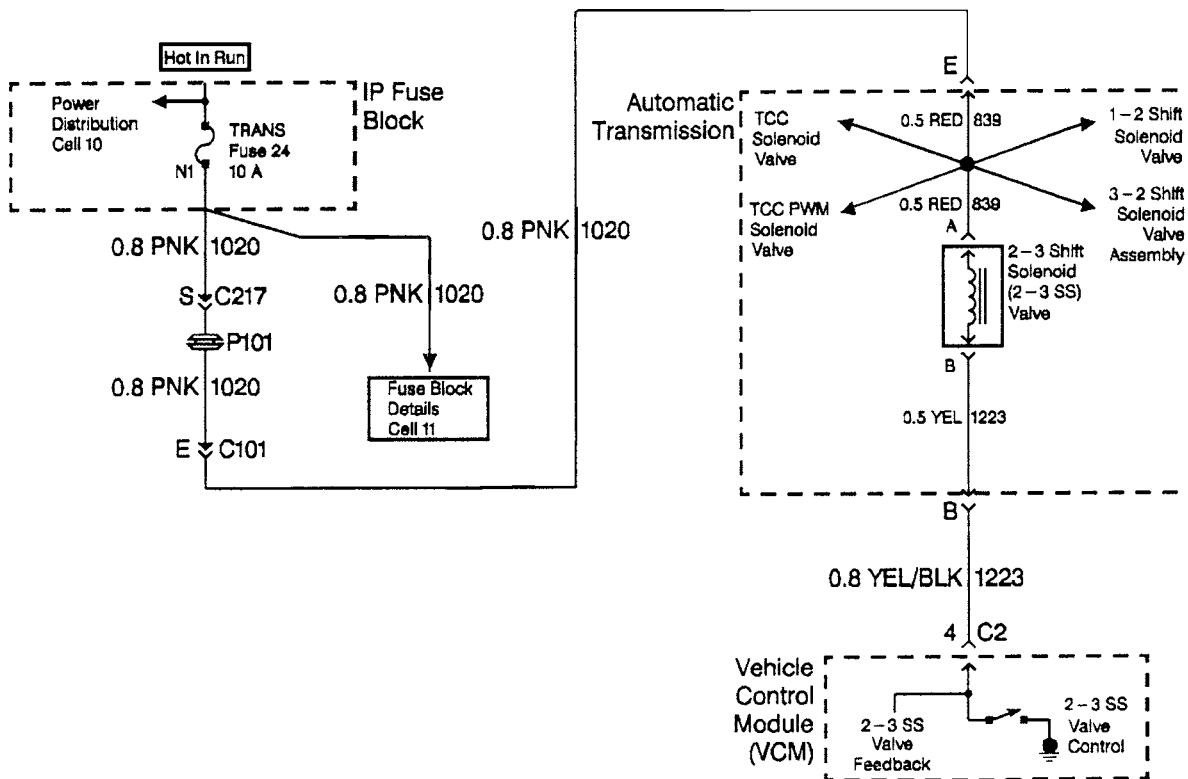 Hot In Run
IP Fuse
Block
Power
Distribution
Cell 10
TRANS
Fuse 24
10 A
N1
0.8 PNK 1020
S C217
P101
0.8 PNK 1020
E C101
0.8 PNK 1020
Fuse Block
Details
Cell 11
0.8 PNK 1020
E
Automatic
Transmission
TCC
Solenoid
Valve
0.5 RED 839
1-2 Shift
Solenoid
Valve
TCC PWM
Solenoid
Valve
0.5 RED 839
3-2 Shift
Solenoid
Valve
Assembly
A
2-3 Shift
Solenoid
(2-3 SS)
Valve
B
0.5 YEL 1223
B
0.8 YEL/BLK 1223
4 C2
Vehicle
Control
Module
(VCM)
2-3 SS
Valve
Feedback
2-3 SS
Valve
Control